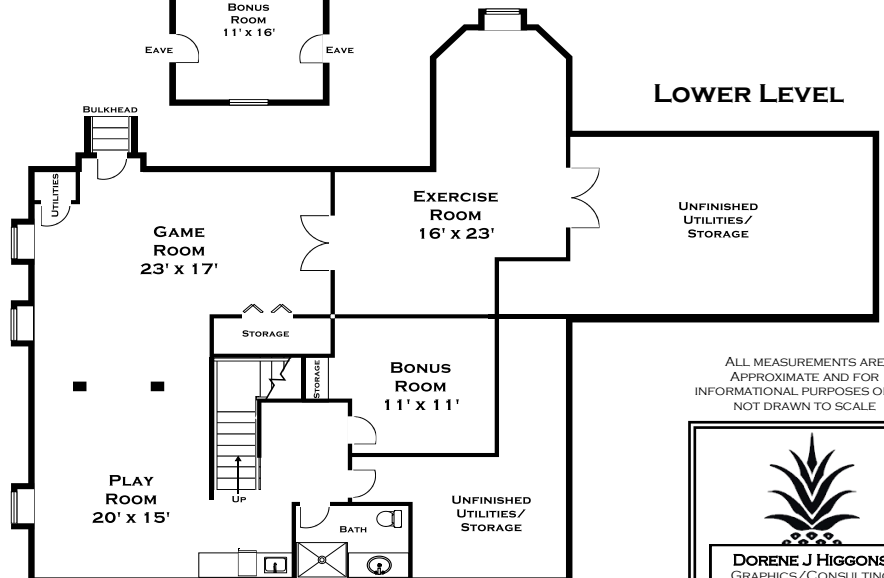 BONUS
ROOM
11' x 16'
EAVE
EAVE
LOWER LEVEL
BULKHEAD
UTILITIES
EXERCISE
ROOM
16' x 23'
UNFINISHED
UTILITIES/
STORAGE
GAME
ROOM
23' x 17'
STORAGE
STORAGE
BONUS
ROOM
11' x 11'
ALL MEASUREMENTS ARE
APPROXIMATE AND FOR
INFORMATIONAL PURPOSES
NOT DRAWN TO SCALE
PLAY
ROOM
20' x 15'
UP
UNFINISHED
UTILITIES/
STORAGE
BATH
DORENE J HIGGONS
GRAPHICS/CONSULTING